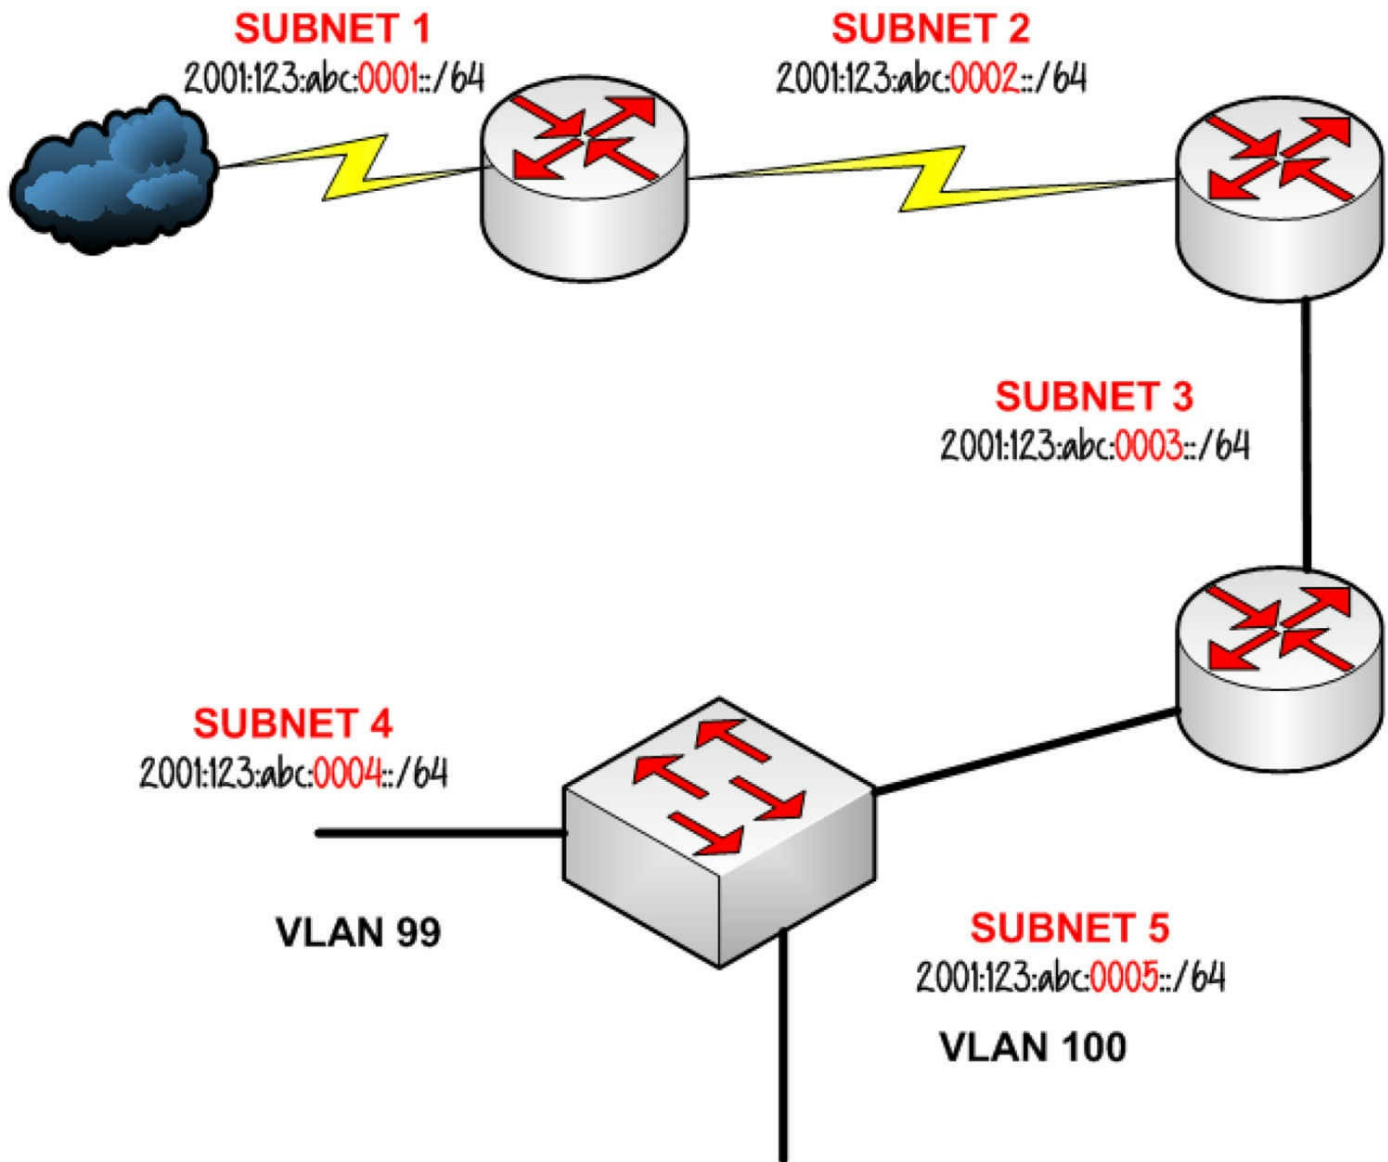 SUBNET 1
2001:123:abc:0001::/64
SUBNET 2
2001:123:abc:0002::/64
SUBNET 3
2001:123:abc:0003::/64
SUBNET 4
2001:123:abc:0004::/64
VLAN 99
SUBNET 5
2001:123:abc:0005::/64
VLAN 100